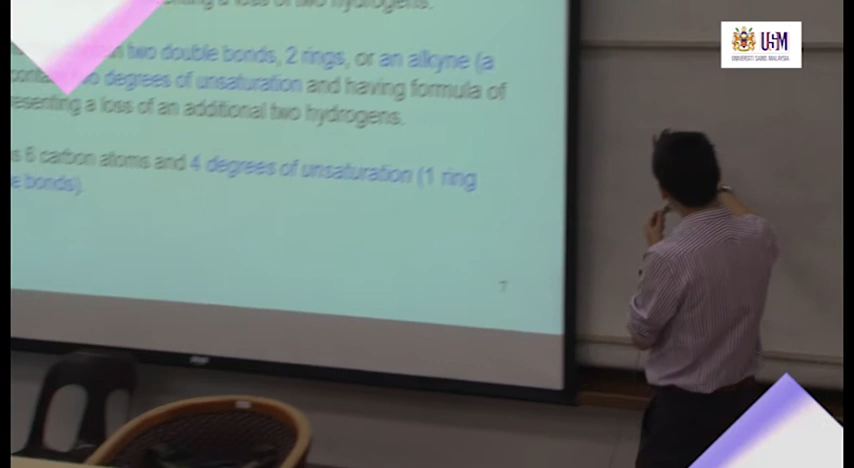 enting a loss of two hydrogens.
two double bonds, 2 rings, or an alkyne (a
degrees of unsaturation and having formula of
esenting a loss of an additional two hydrogens.
s 6 carbon atoms and 4 degrees of unsaturation (1 ring
e bonds).
7
USM
UNIVERSITI SAINS MALAYSIA